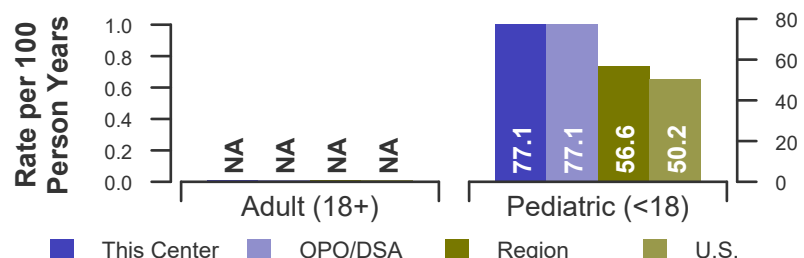 Rate per 100
Person Years
1.0
0.8
0.6
0.4
0.2
0.0
NA NA NA NA
Adult (18+)
77.1 77.1 56.6 50.2
Pediatric (<18)
80
60
40
20
0
This Center OPO/DSA Region U.S.